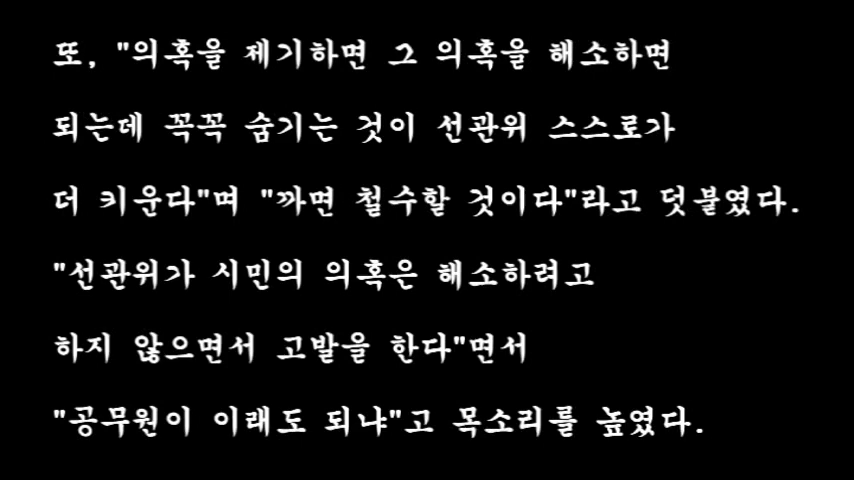 또, "의혹을 제기하면 그 의혹을 해소하면
되는데 꼭꼭 숨기는 것이 선관위 스스로가
더 키운다"며 "까면 철수할 것이다"라고 덧붙였다.
"선관위가 시민의 의혹은 해소하려고
하지 않으면서 고발을 한다"면서
"공무원이 이래도 되냐"고 목소리를 높였다.